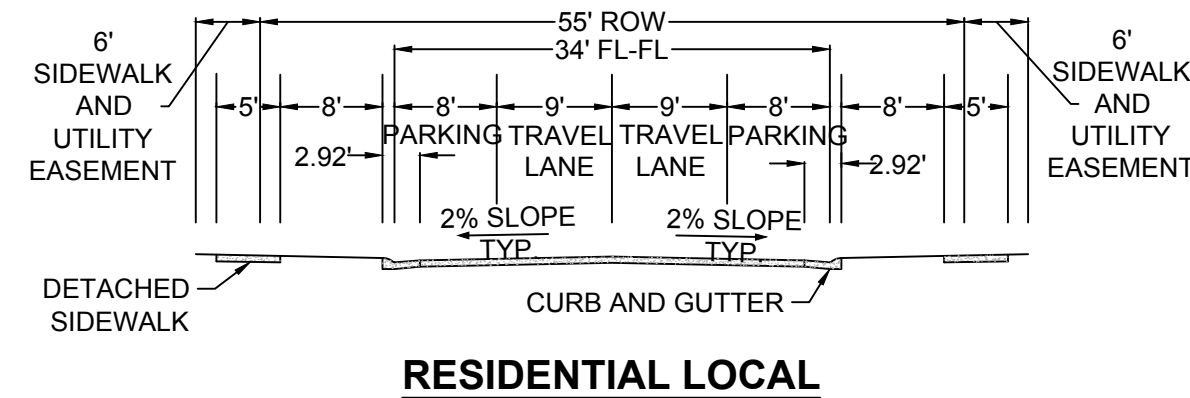 55' ROW
34' FL-FL
6'
SIDEWALK
AND
UTILITY
EASEMENT
5'
8'
8'
9'
9'
8'
8'
5'
6'
SIDEWALK
AND
UTILITY
EASEMENT
PARKING
TRAVEL
LANE
TRAVEL
LANE
PARKING
2.92'
2.92'
2% SLOPE
TYP.
2% SLOPE
TYP.
DETACHED
SIDEWALK
CURB AND GUTTER
RESIDENTIAL LOCAL